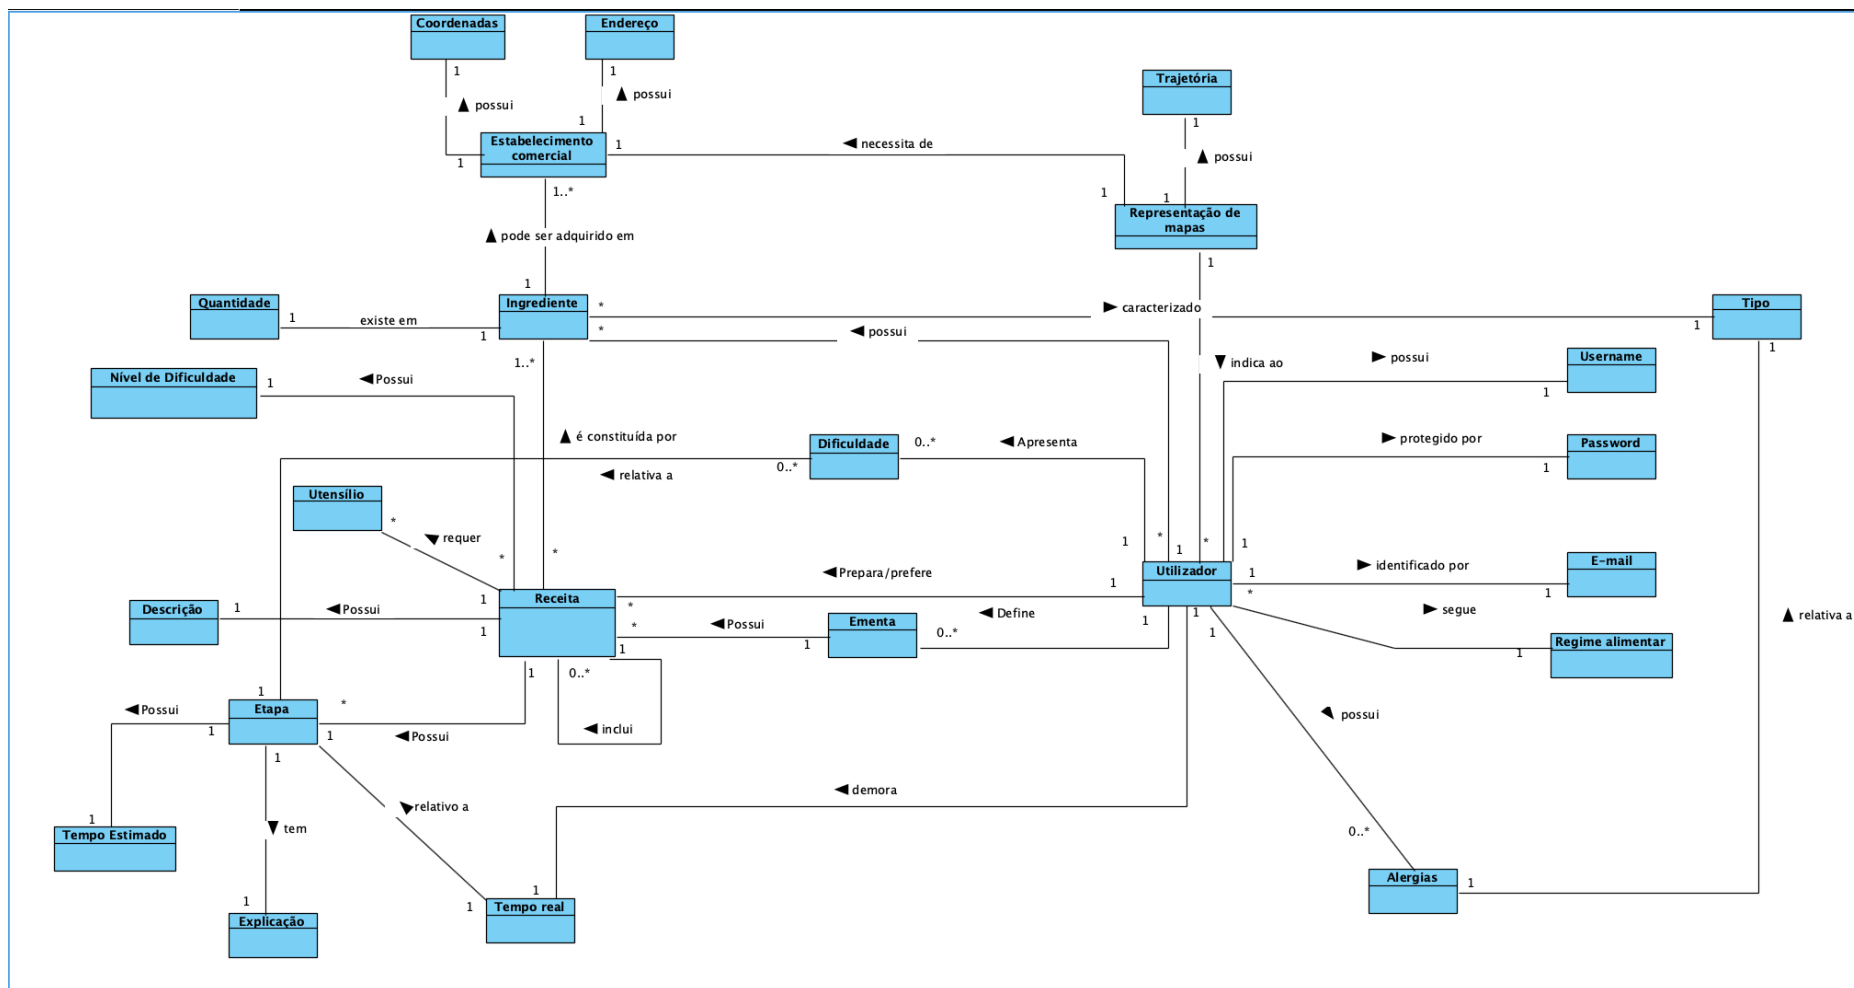 Coordenadas
Endereço
1
1
Trajetória
possui
possui
1
1
Estabelecimento
comercial
1
necessita de
1
possui
1
1..*
1
1
Representação de
mapas
pode ser adquirido em
1
1
Quantidade
Ingrediente
*
caracterizado
Tipo
1
existe em
1
*
possui
1
1
1..*
indica ao
possui
Username
Nível de Dificuldade
1
Possui
1
é constituída por
Dificuldade
0..*
Apresenta
protegido por
Password
0..*
1
relativa a
Utensílio
*
requer
*
*
1
*
1
*
1
Prepara/prefere
Utilizador
1
identificado por
E-mail
1
1
Receita
1
*
*
Descrição
1
Possui
1
*
Possui
Ementa
Define
1
1
1
segue
relativa a
1
0..*
1
Regime alimentar
1
1
0..*
1
Etapa
*
Possui
1
1
Possui
inclui
possui
1
demora
relativo a
1
Tempo Estimado
tem
0..*
1
Alergias
1
1
Explicação
1
1
Tempo real